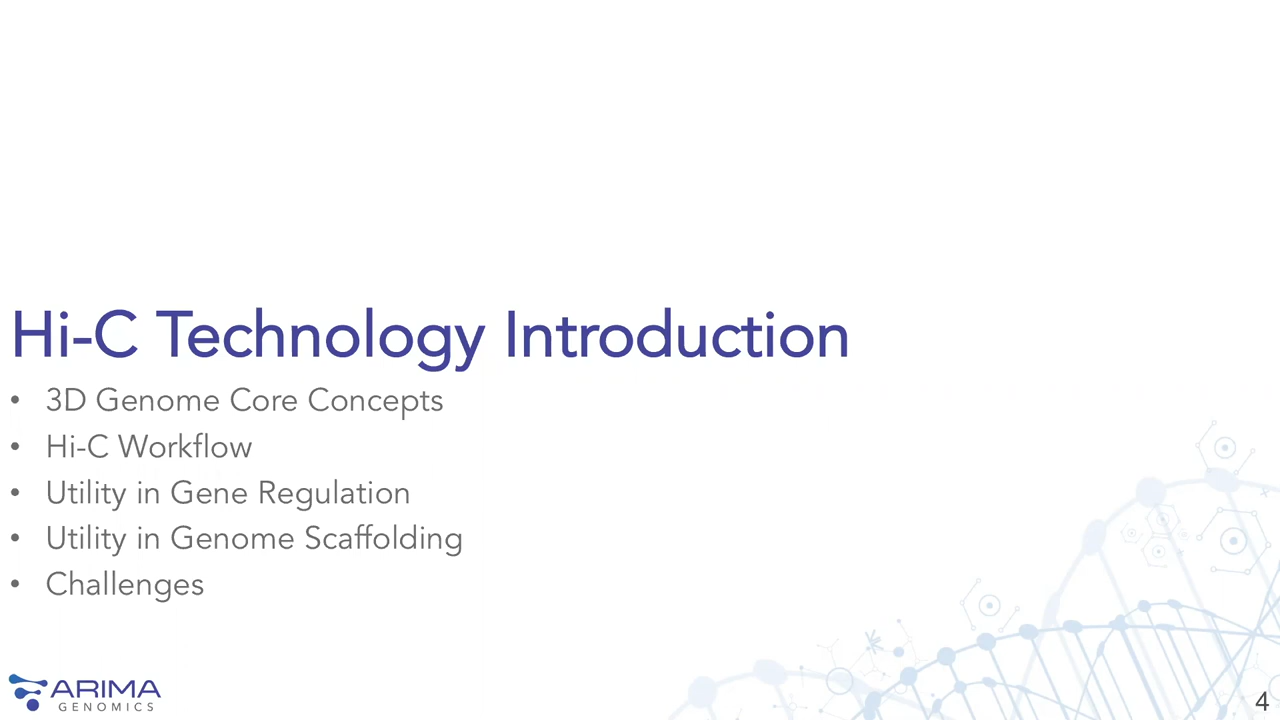 Hi-C Technology Introduction
• 3D Genome Core Concepts
• Hi-C Workflow
• Utility in Gene Regulation
• Utility in Genome Scaffolding
• Challenges
ARIMA
GENOMICS
4